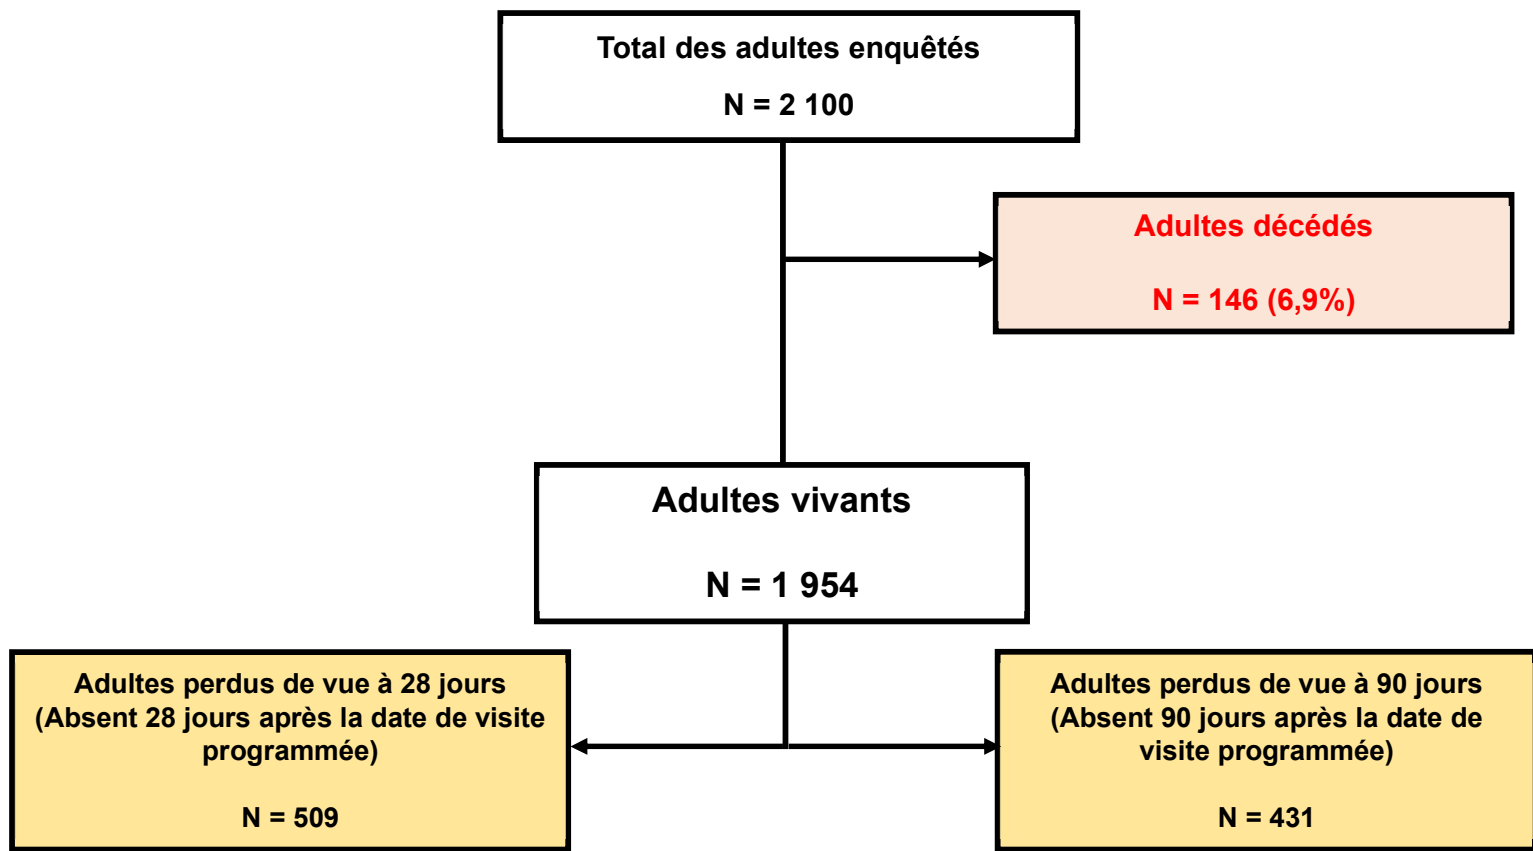 Total des adultes enquêtés
N = 2 100
Adultes décédés
N = 146 (6,9%)
Adultes vivants
N = 1 954
Adultes perdus de vue à 28 jours
(Absent 28 jours après la date de visite
programmée)
N = 509
Adultes perdus de vue à 90 jours
(Absent 90 jours après la date de
visite programmée)
N = 431